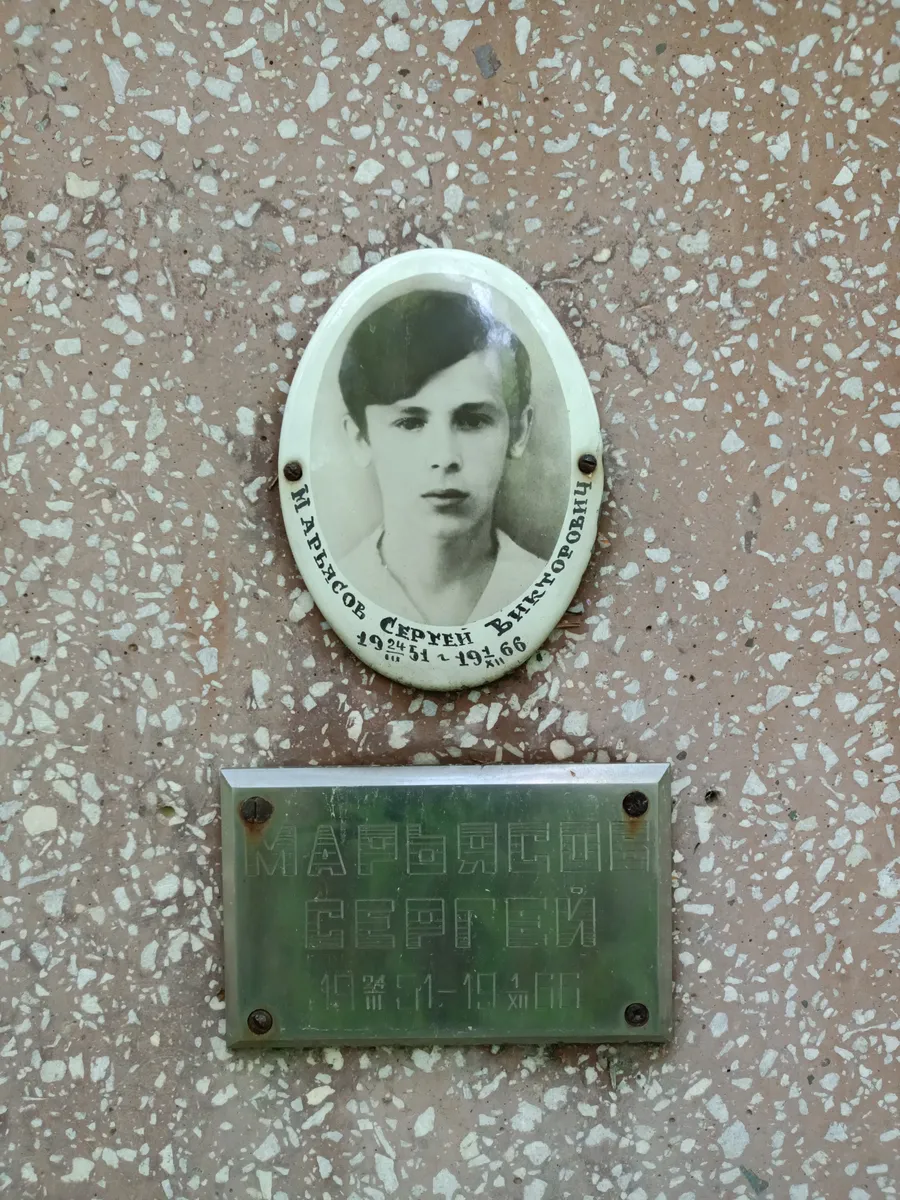 Марьясов Сергей Викторович
19 24/III 51 г - 19 1/XII 66
МАРЬЯСОВ
СЕРГЕЙ
19 24/III 51-19 1/XII 66